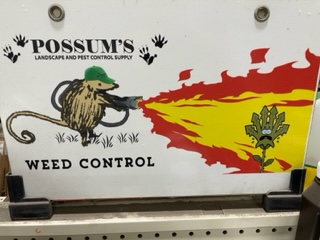 POSSUM'S
LANDSCAPE AND PEST CONTROL SUPPLY
WEED CONTROL